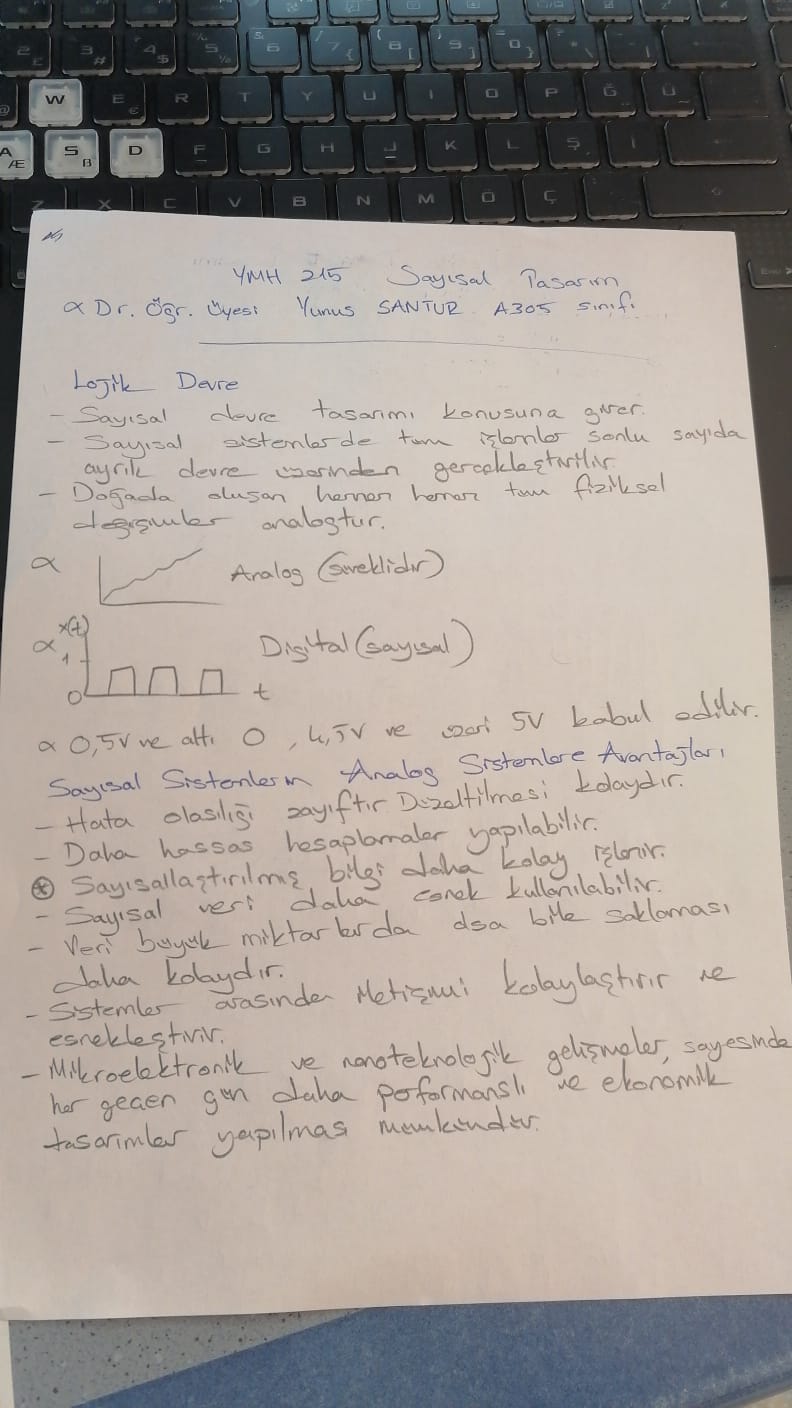 YMH 215 Sayısal Tasarım
α Dr. Öğr. Üyesi Yunus SANTUR A305 sınıfı
Lojik Devre
- Sayısal devre tasarımı konusuna girer.
- Sayısal sistemlerde tüm işlemler sonlu sayıda
ayrık devre üzerinden gerçekleştirilir.
- Doğada oluşan hemen hemen tüm fiziksel
değişimler analogtur.
α Analog (süreklidir)
x(t)
α 1 Digital (sayısal)
0 t
α 0,5V ve altı 0, 4,5V ve üzeri 5V kabul edilir.
Sayısal Sistemlerin Analog Sistemlere Avantajları
- Hata olasılığı zayıftır Düzeltilmesi kolaydır.
- Daha hassas hesaplamalar yapılabilir.
* Sayısallaştırılmış bilgi daha kolay işlenir.
- Sayısal veri daha esnek kullanılabilir.
- Veri büyük miktarlarda olsa bile saklaması
daha kolaydır.
- Sistemler arasından iletişimi kolaylaştırır ve
esnekleştirir.
- Mikroelektronik ve nanoteknolojik gelişmeler, sayesinde
her geçen gün daha performanslı ve ekonomik
tasarımlar yapılması mümkündür.